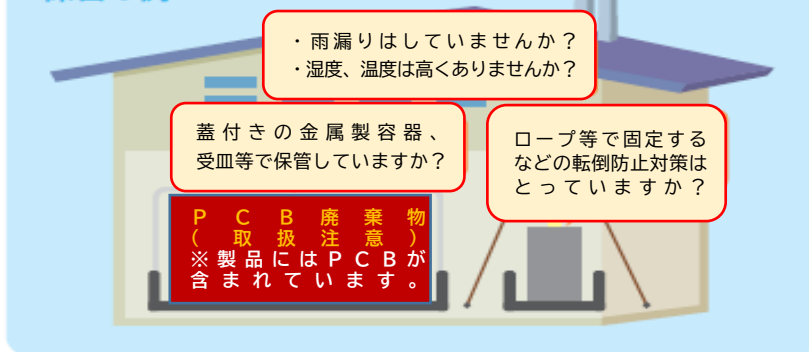 ・雨漏りはしていませんか？
・湿度、温度は高くありませんか？
蓋付きの金属製容器、
受皿等で保管していますか？
ロープ等で固定する
などの転倒防止対策は
とっていますか？
ＰＣＢ廃棄物
（取扱注意）
※製品にはＰＣＢが
含まれています。